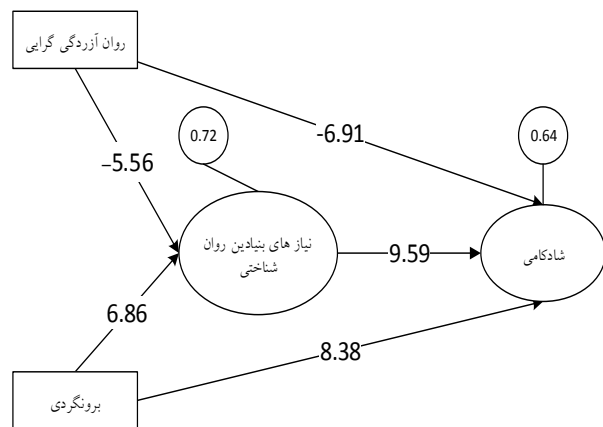 روان آزردگی گرایی
0.72
0.64
-6.91
–5.56
نیاز های بنیادین روان
شناختی
9.59
شادکامی
6.86
8.38
برونگردی